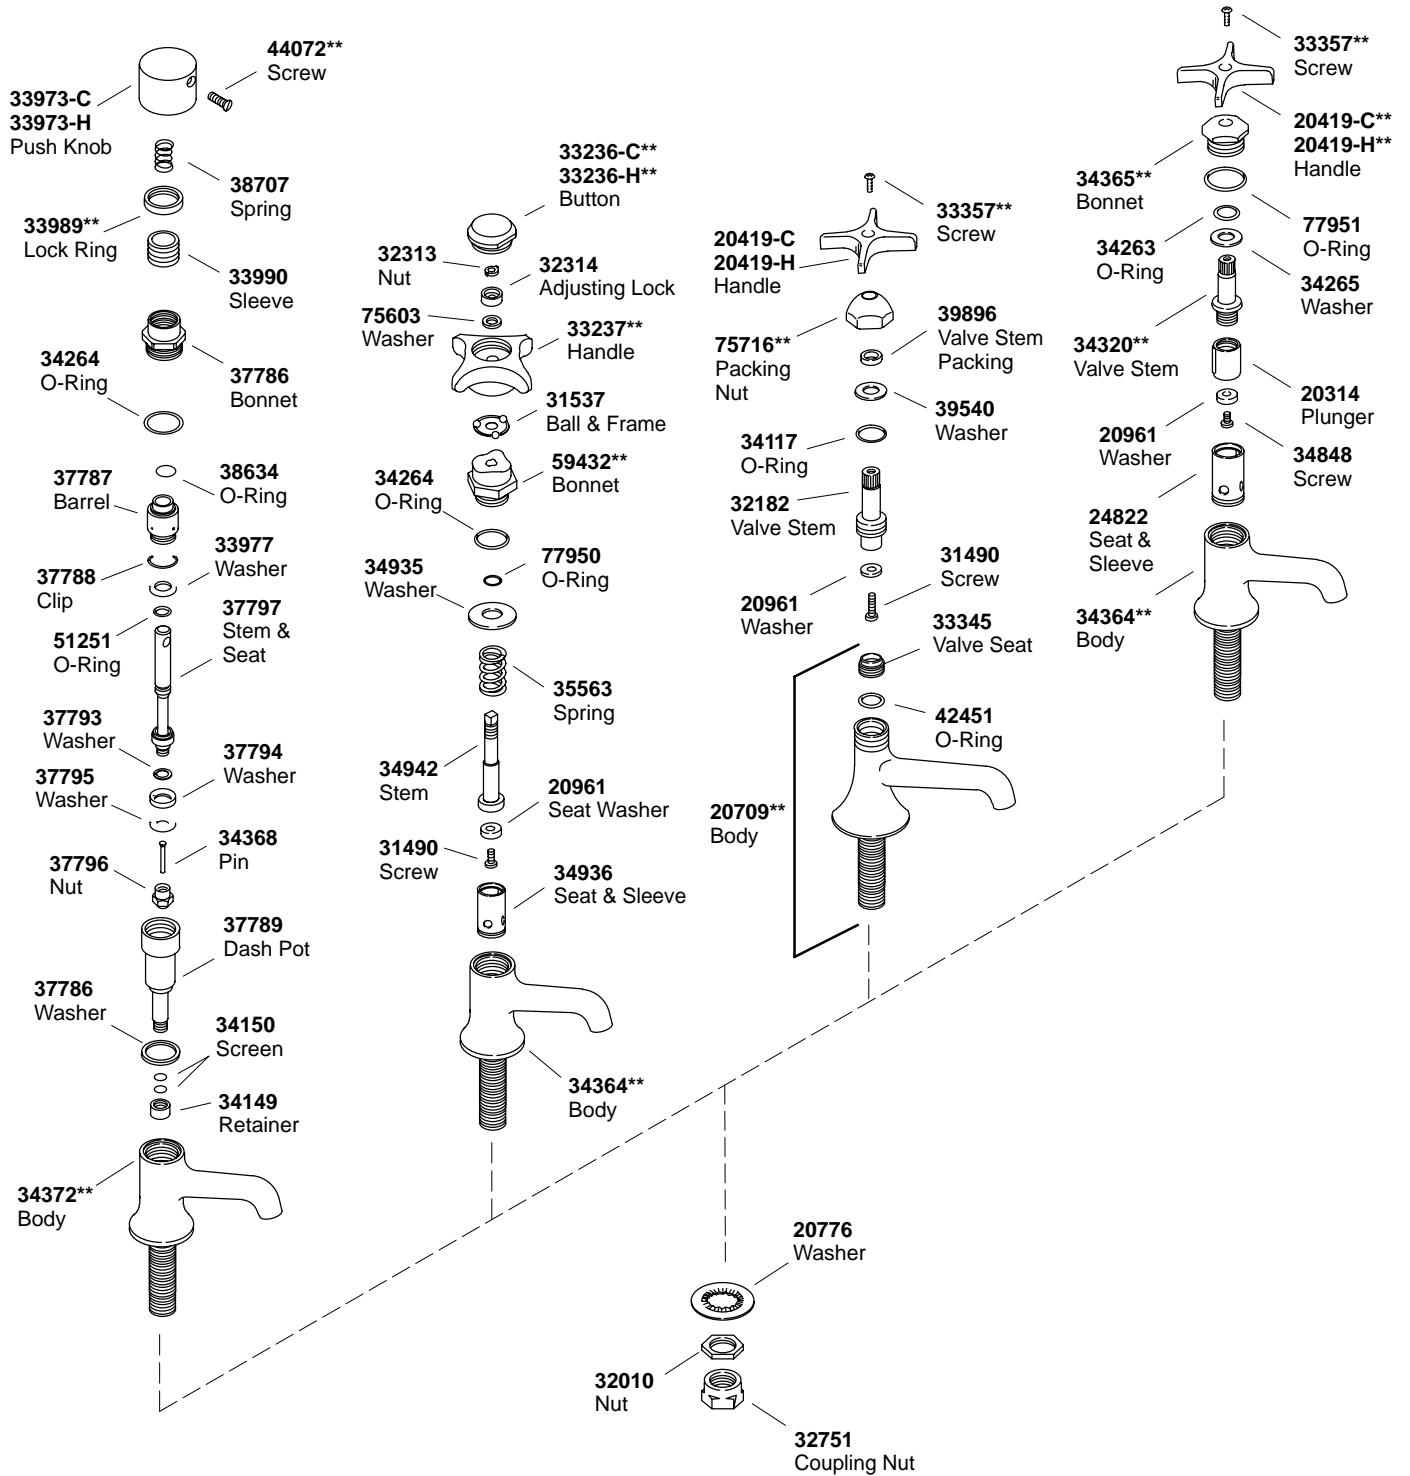 44072**
Screw
33973-C
33973-H
Push Knob
38707
Spring
33989**
Lock Ring
33990
Sleeve
34264
O-Ring
37786
Bonnet
38634
O-Ring
37787
Barrel
33977
Washer
37788
Clip
37797
Stem &
Seat
51251
O-Ring
37793
Washer
37794
Washer
37795
Washer
34368
Pin
37796
Nut
37789
Dash Pot
37786
Washer
34150
Screen
34149
Retainer
34372**
Body
33236-C**
33236-H**
Button
32313
Nut
32314
Adjusting Lock
75603
Washer
33237**
Handle
31537
Ball & Frame
34264
O-Ring
59432**
Bonnet
77950
O-Ring
34935
Washer
35563
Spring
34942
Stem
20961
Seat Washer
31490
Screw
34936
Seat & Sleeve
34364**
Body
33357**
Screw
20419-C
20419-H
Handle
39896
Valve Stem
Packing
75716**
Packing
Nut
39540
Washer
34117
O-Ring
32182
Valve Stem
31490
Screw
20961
Washer
33345
Valve Seat
42451
O-Ring
20709**
Body
33357**
Screw
20419-C**
20419-H**
Handle
34365**
Bonnet
77951
O-Ring
34263
O-Ring
34265
Washer
34320**
Valve Stem
20314
Plunger
20961
Washer
34848
Screw
24822
Seat &
Sleeve
34364**
Body
20776
Washer
32010
Nut
32751
Coupling Nut